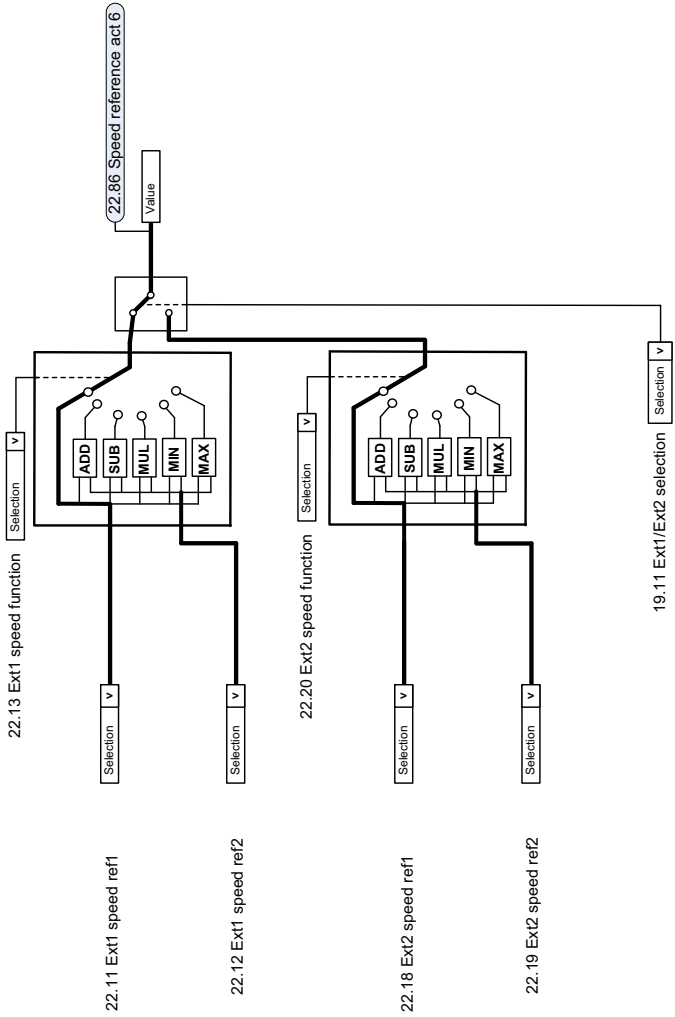 22.13 Ext1 speed function
Selection
v
22.86 Speed reference act 6
Value
22.11 Ext1 speed ref1
Selection
v
22.12 Ext1 speed ref2
Selection
v
ADD
SUB
MUL
MIN
MAX
22.20 Ext2 speed function
Selection
v
22.18 Ext2 speed ref1
Selection
v
22.19 Ext2 speed ref2
Selection
v
ADD
SUB
MUL
MIN
MAX
19.11 Ext1/Ext2 selection
Selection
v